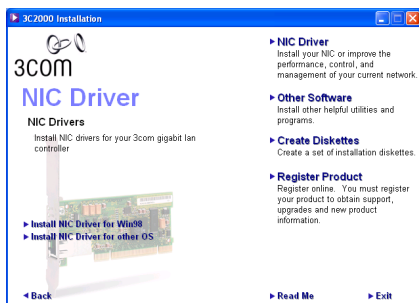 3C2000 Installation
3COM
NIC Driver
NIC Drivers
Install NIC drivers for your 3com gigabit lan
controller
Install NIC Driver for Win98
Install NIC Driver for other OS
Back
NIC Driver
Install your NIC or improve the
performance, control, and
management of your current network.
Other Software
Install other helpful utilities and
programs.
Create Diskettes
Create a set of installation diskettes.
Register Product
Register online. You must register
your product to obtain support,
upgrades and new product
information.
Read Me
Exit